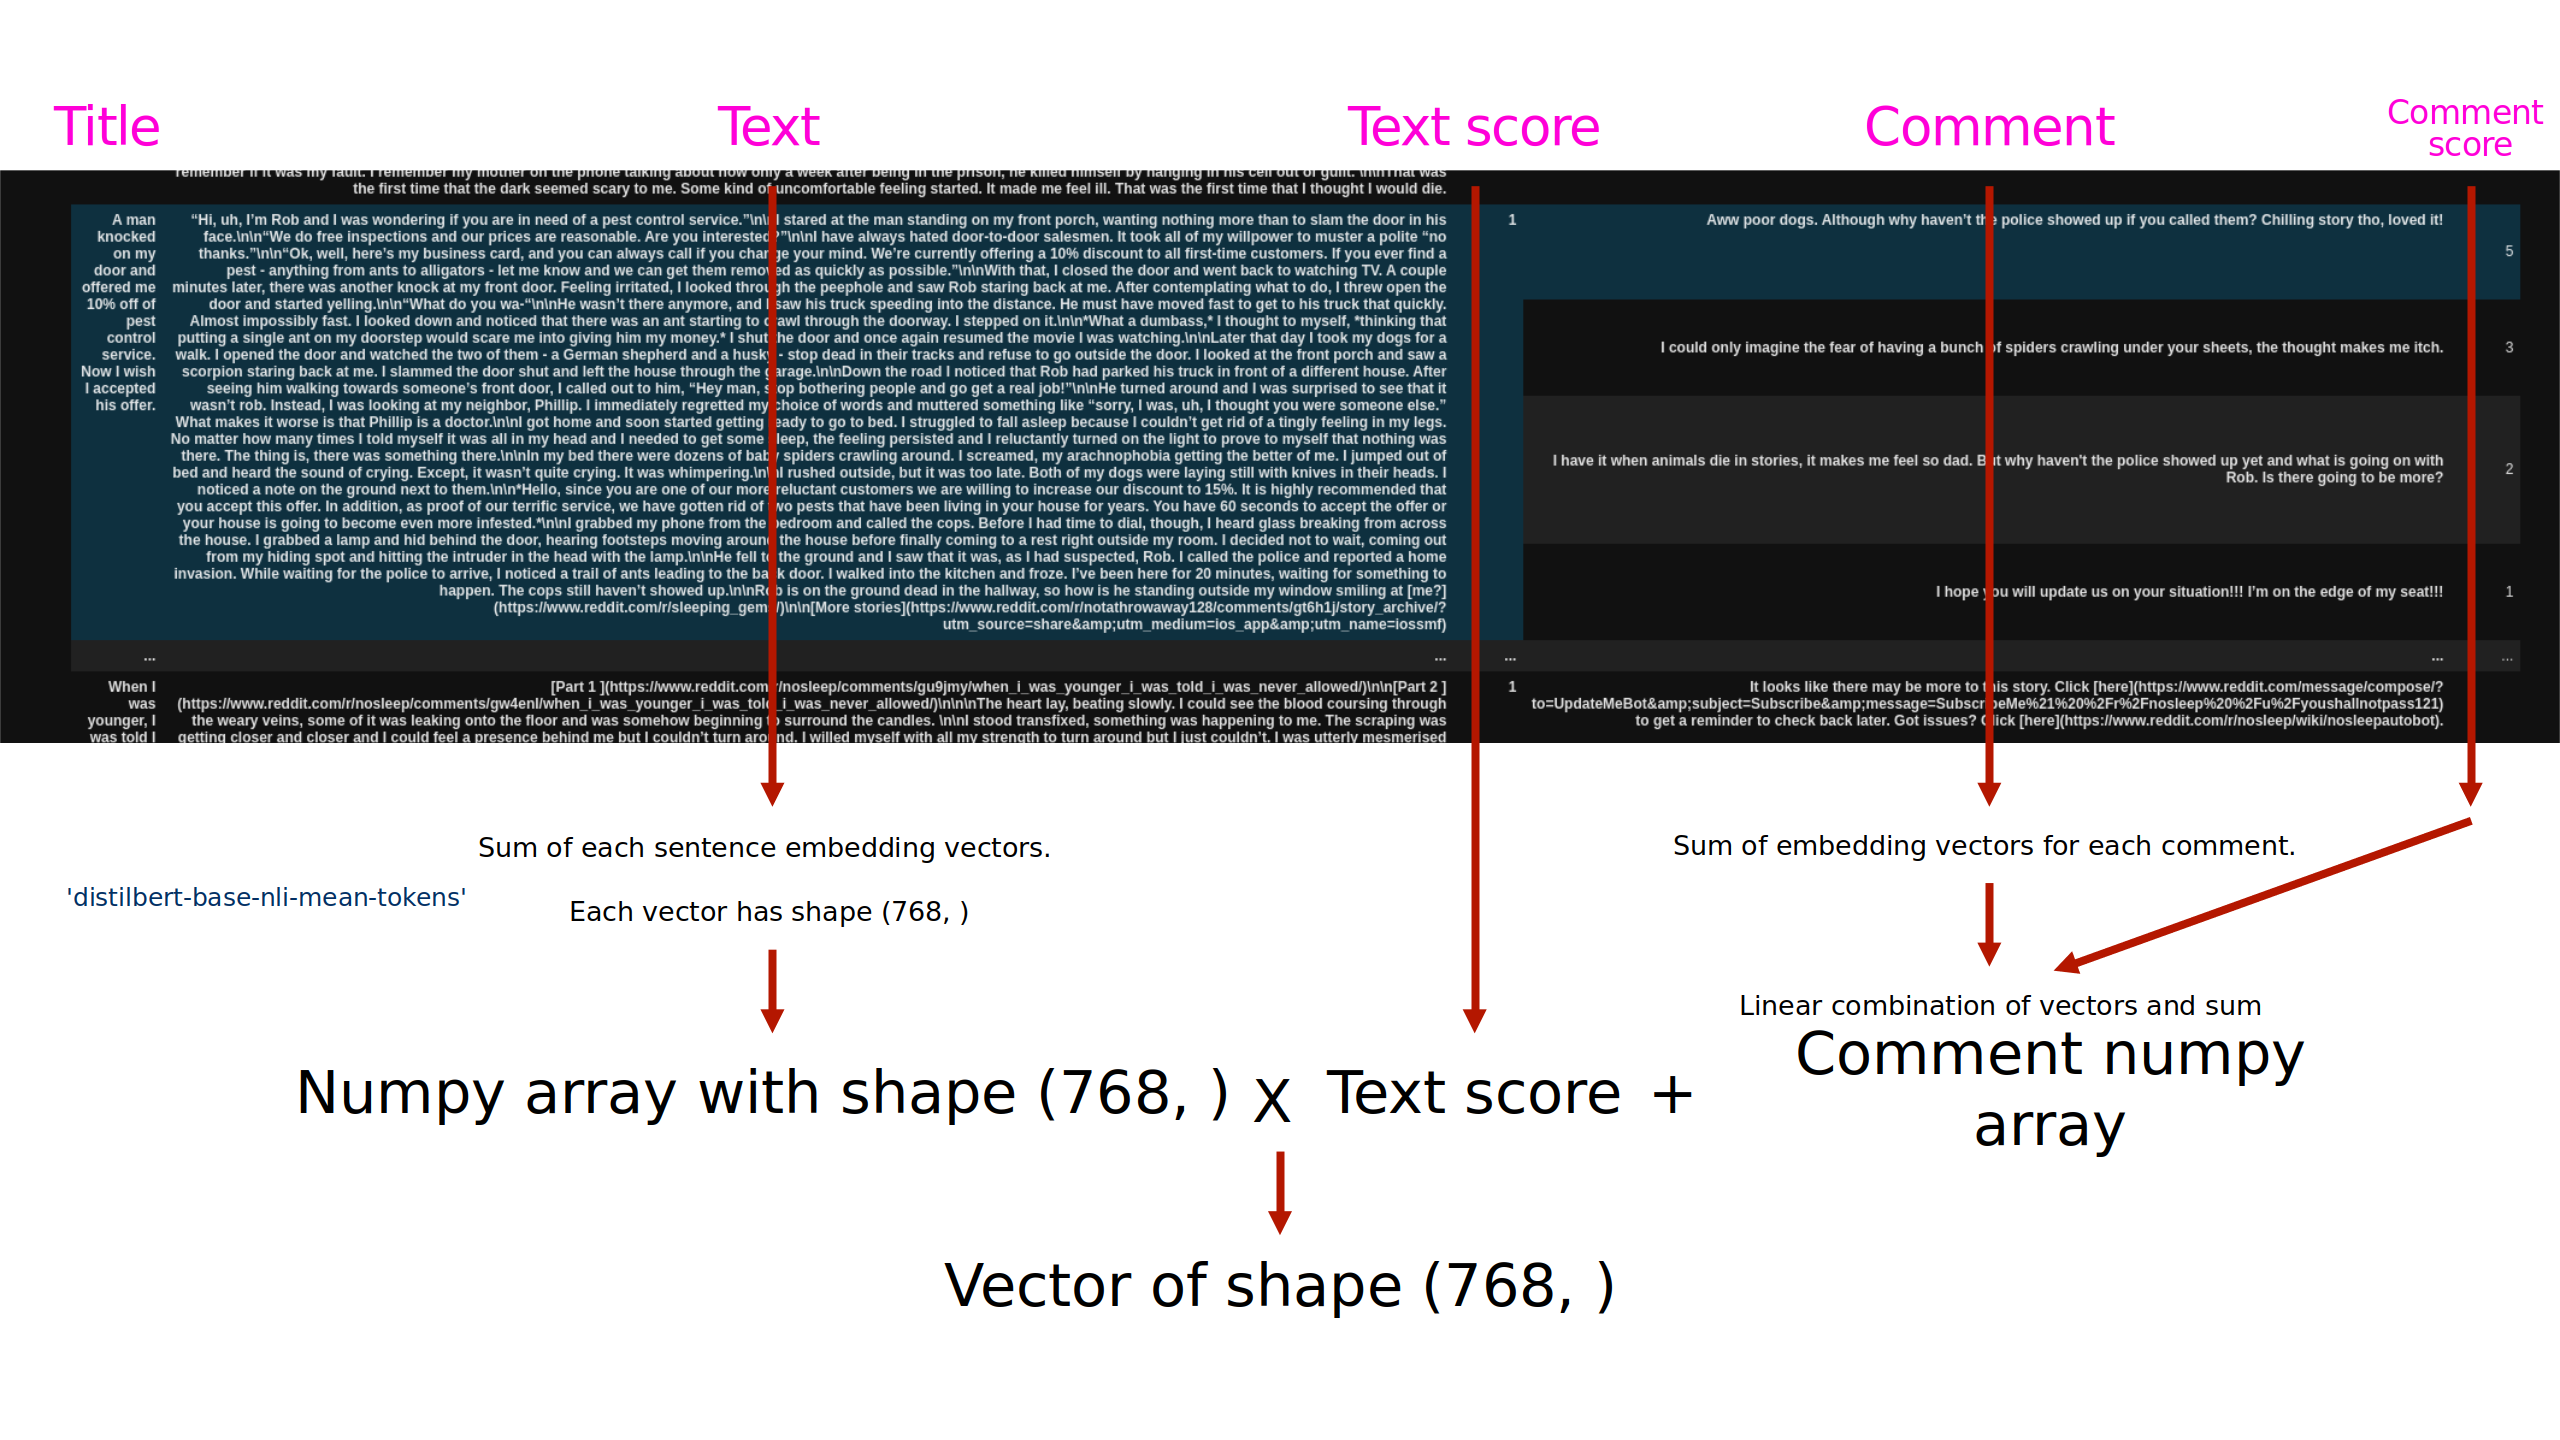 Title
Text
Text score
Comment
Comment
score
remember if it was my fault. I remember my mother on the phone talking about how only a week after being in the prison, he killed himself by hanging in his cell out of guilt. \n\nThat was
the first time that the dark seemed scary to me. Some kind of uncomfortable feeling started. It made me feel ill. That was the first time that I thought I would die.
A man
knocked
on my
door and
offered me
10% off of
pest
control
service.
Now I wish
I accepted
his offer.
“Hi, uh, I’m Rob and I was wondering if you are in need of a pest control service.”\n\nI stared at the man standing on my front porch, wanting nothing more than to slam the door in his
face.\n\n“We do free inspections and our prices are reasonable. Are you interested?”\n\nI have always hated door-to-door salesmen. It took all of my willpower to muster a polite “no
thanks.”\n\n“Ok, well, here’s my business card, and you can always call if you change your mind. We’re currently offering a 10% discount to all first-time customers. If you ever find a
pest - anything from ants to alligators - let me know and we can get them removed as quickly as possible.”\n\nWith that, I closed the door and went back to watching TV. A couple
minutes later, there was another knock at my front door. Feeling irritated, I looked through the peephole and saw Rob staring back at me. After contemplating what to do, I threw open the
door and started yelling.\n\n“What do you wa-“\n\nHe wasn’t there anymore, and I saw his truck speeding into the distance. He must have moved fast to get to his truck that quickly.
Almost impossibly fast. I looked down and noticed that there was an ant starting to crawl through the doorway. I stepped on it.\n\n*What a dumbass,* I thought to myself, *thinking that
putting a single ant on my doorstep would scare me into giving him my money.* I shut the door and once again resumed the movie I was watching.\n\nLater that day I took my dogs for a
walk. I opened the door and watched the two of them - a German shepherd and a husky - stop dead in their tracks and refuse to go outside the door. I looked at the front porch and saw a
scorpion staring back at me. I slammed the door shut and left the house through the garage.\n\nDown the road I noticed that Rob had parked his truck in front of a different house. After
seeing him walking towards someone’s front door, I called out to him, “Hey man, stop bothering people and go get a real job!”\n\nHe turned around and I was surprised to see that it
wasn’t rob. Instead, I was looking at my neighbor, Phillip. I immediately regretted my choice of words and muttered something like “sorry, I was, uh, I thought you were someone else.”
What makes it worse is that Phillip is a doctor.\n\nI got home and soon started getting ready to go to bed. I struggled to fall asleep because I couldn’t get rid of a tingly feeling in my legs.
No matter how many times I told myself it was all in my head and I needed to get some sleep, the feeling persisted and I reluctantly turned on the light to prove to myself that nothing was
there. The thing is, there was something there.\n\nIn my bed there were dozens of baby spiders crawling around. I screamed, my arachnophobia getting the better of me. I jumped out of
bed and heard the sound of crying. Except, it wasn’t quite crying. It was whimpering.\n\nI rushed outside, but it was too late. Both of my dogs were laying still with knives in their heads. I
noticed a note on the ground next to them.\n\n*Hello, since you are one of our more reluctant customers we are willing to increase our discount to 15%. It is highly recommended that
you accept this offer. In addition, as proof of our terrific service, we have gotten rid of two pests that have been living in your house for years. You have 60 seconds to accept the offer or
your house is going to become even more infested.*\n\nI grabbed my phone from the bedroom and called the cops. Before I had time to dial, though, I heard glass breaking from across
the house. I grabbed a lamp and hid behind the door, hearing footsteps moving around the house before finally coming to a rest right outside my room. I decided not to wait, coming out
from my hiding spot and hitting the intruder in the head with the lamp.\n\nHe fell to the ground and I saw that it was, as I had suspected, Rob. I called the police and reported a home
invasion. While waiting for the police to arrive, I noticed a trail of ants leading to the back door. I walked into the kitchen and froze. I’ve been here for 20 minutes, waiting for something to
happen. The cops still haven’t showed up.\n\nRob is on the ground dead in the hallway, so how is he standing outside my window smiling at [me?]
(https://www.reddit.com/r/sleeping_gems/)\n\n[More stories](https://www.reddit.com/r/notathrowaway128/comments/gt6h1j/story_archive/?
utm_source=share&amp;utm_medium=ios_app&amp;utm_name=iossmf)
1
Aww poor dogs. Although why haven’t the police showed up if you called them? Chilling story tho, loved it!
5
I could only imagine the fear of having a bunch of spiders crawling under your sheets, the thought makes me itch.
3
I have it when animals die in stories, it makes me feel so dad. But why haven't the police showed up yet and what is going on with
Rob. Is there going to be more?
2
I hope you will update us on your situation!!! I’m on the edge of my seat!!!
1
... ... ... ... ...
When I
was
younger, I
was told I
[Part 1 ](https://www.reddit.com/r/nosleep/comments/gu9jmy/when_i_was_younger_i_was_told_i_was_never_allowed/)\n\n[Part 2 ]
(https://www.reddit.com/r/nosleep/comments/gw4enl/when_i_was_younger_i_was_told_i_was_never_allowed/)\n\n\nThe heart lay, beating slowly. I could see the blood coursing through
the weary veins, some of it was leaking onto the floor and was somehow beginning to surround the candles. \n\nI stood transfixed, something was happening to me. The scraping was
getting closer and closer and I could feel a presence behind me but I couldn’t turn around. I willed myself with all my strength to turn around but I just couldn’t. I was utterly mesmerised
1
It looks like there may be more to this story. Click [here](https://www.reddit.com/message/compose/?
to=UpdateMeBot&amp;subject=Subscribe&amp;message=SubscribeMe%21%20%2Fr%2Fnosleep%20%2Fu%2Fyoushallnotpass121)
to get a reminder to check back later. Got issues? Click [here](https://www.reddit.com/r/nosleep/wiki/nosleepautobot).
Sum of each sentence embedding vectors.
'distilbert-base-nli-mean-tokens'
Each vector has shape (768, )
Sum of embedding vectors for each comment.
Linear combination of vectors and sum
Numpy array with shape (768, ) X Text score +
Comment numpy
array
Vector of shape (768, )